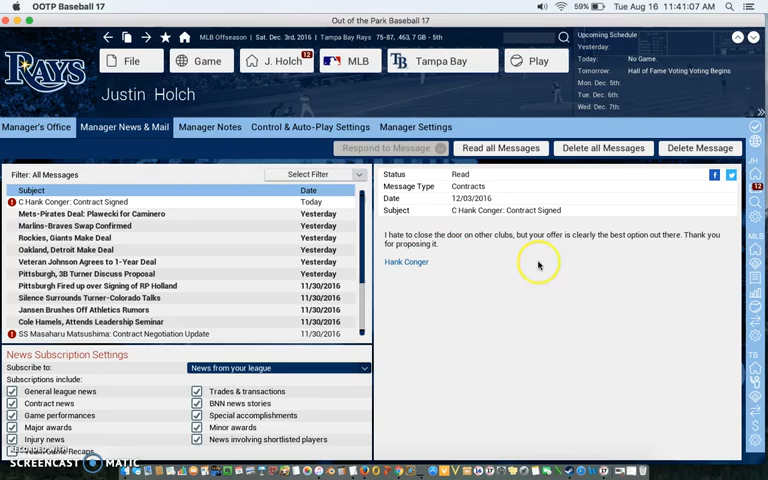 OOTP Baseball 17
59%
Tue Aug 16 11:41:07 AM
Out of the Park Baseball 17
MLB Offseason | Sat. Dec. 3rd, 2016 | Tampa Bay Rays 75-87, .463, 7 GB - 5th
RAYS
File
Game
J. Holch
12
MLB
TB
Tampa Bay
Play
Upcoming Schedule
Yesterday:
Today: No Game.
Tomorrow: Hall of Fame Voting Voting Begins
Mon. Dec. 5th:
Tue. Dec. 6th:
Wed. Dec. 7th:
Justin Holch
Manager's Office
Manager News & Mail
Manager Notes
Control & Auto-Play Settings
Manager Settings
Respond to Message
Read all Messages
Delete all Messages
Delete Message
Filter: All Messages
Select Filter
Subject Date
C Hank Conger: Contract Signed Today
Mets-Pirates Deal: Plawecki for Caminero Yesterday
Marlins-Braves Swap Confirmed Yesterday
Rockies, Giants Make Deal Yesterday
Oakland, Detroit Make Deal Yesterday
Veteran Johnson Agrees to 1-Year Deal Yesterday
Pittsburgh, 3B Turner Discuss Proposal Yesterday
Pittsburgh Fired up over Signing of RP Holland 11/30/2016
Silence Surrounds Turner-Colorado Talks 11/30/2016
Jansen Brushes Off Athletics Rumors 11/30/2016
Cole Hamels, Attends Leadership Seminar 11/30/2016
SS Masaharu Matsushima: Contract Negotiation Update 11/30/2016
Status Read
Message Type Contracts
Date 12/03/2016
Subject C Hank Conger: Contract Signed
I hate to close the door on other clubs, but your offer is clearly the best option out there. Thank you
for proposing it.
Hank Conger
News Subscription Settings
Subscribe to: News from your league
Subscriptions include:
General league news
Trades & transactions
Contract news
BNN news stories
Game performances
Special accomplishments
Major awards
Minor awards
Injury news
News involving shortlisted players
RECORDED WITH
SCREENCAST MATIC
JH
12
MLB
TB